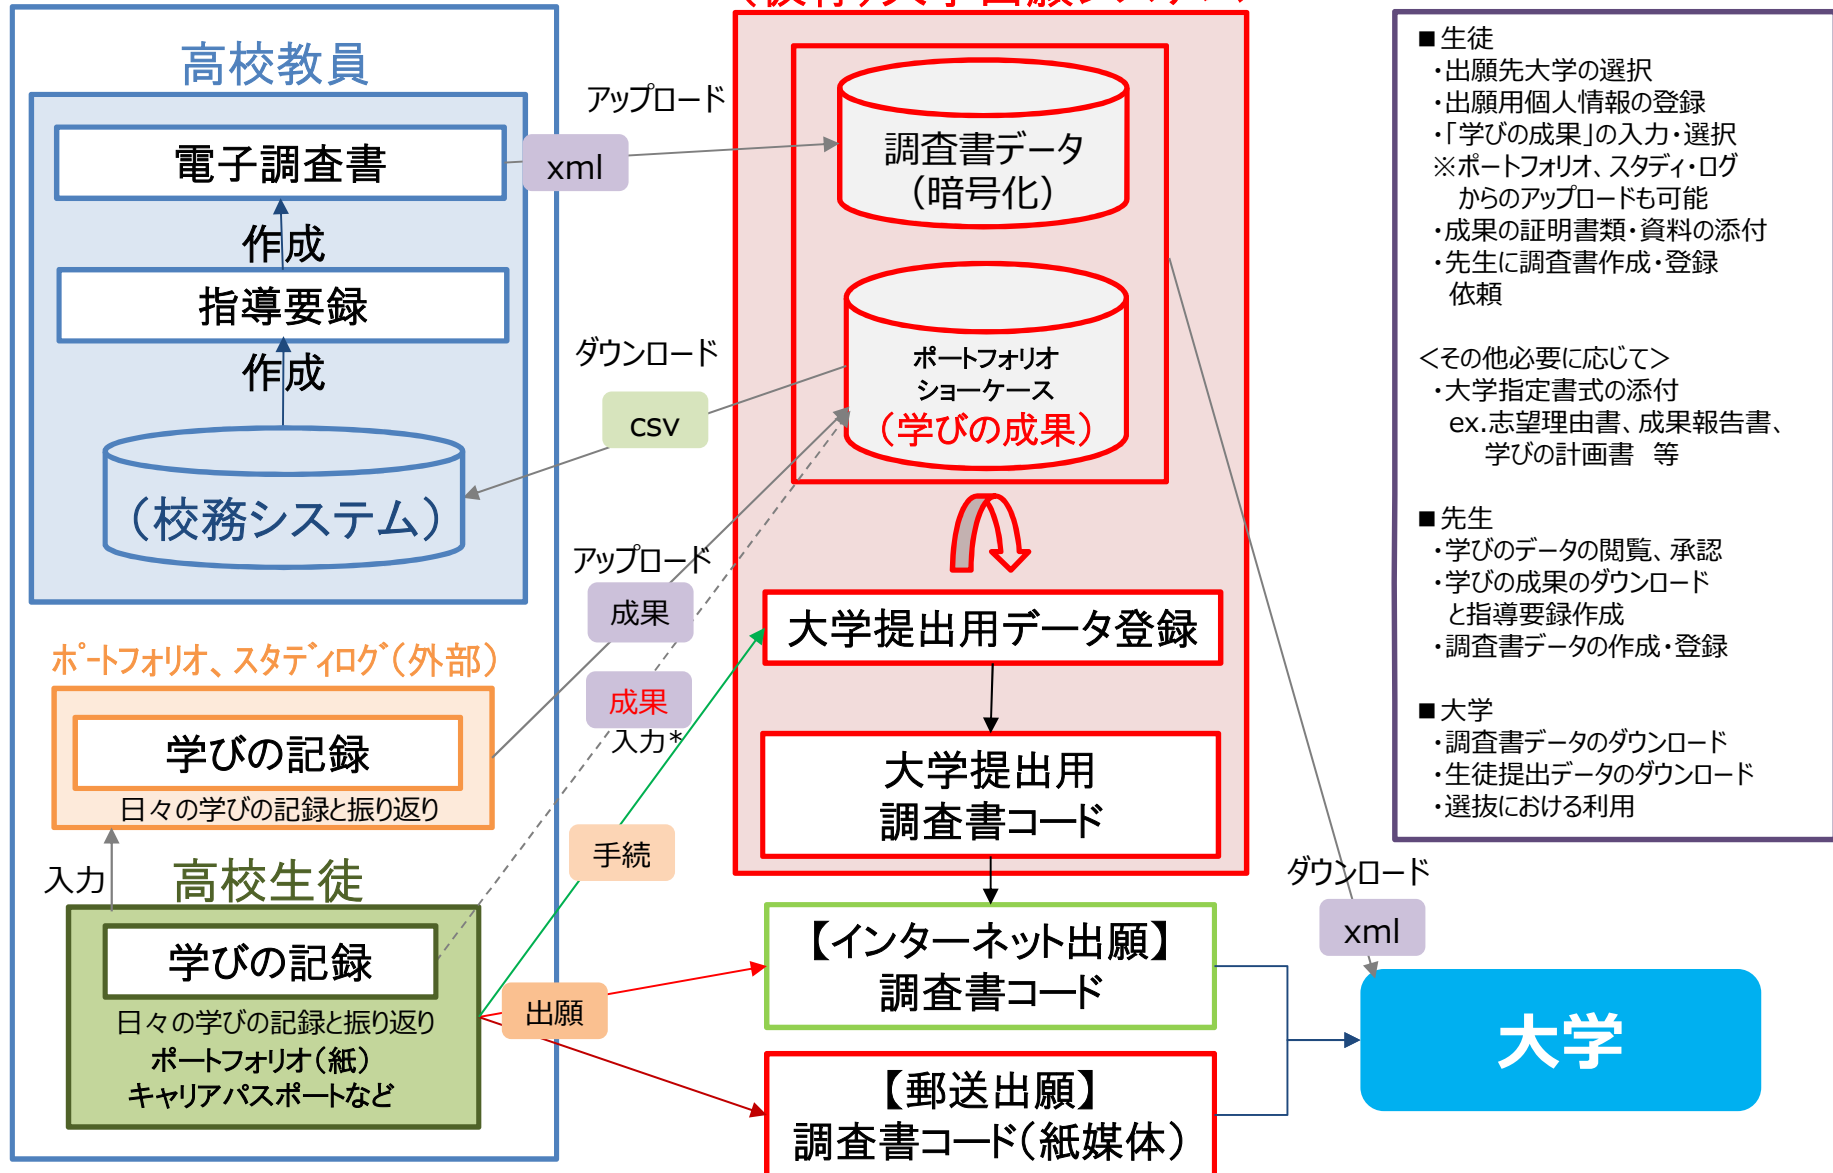 高校教員
電子調査書
作成
指導要録
作成
（校務システム）
ポートフォリオ、スタディログ（外部）
学びの記録
日々の学びの記録と振り返り
入力
高校生徒
学びの記録
日々の学びの記録と振り返り
ポートフォリオ（紙）
キャリアパスポートなど
アップロード
xml
ダウンロード
csv
アップロード
成果
成果
入力*
手続
出願
調査書データ
（暗号化）
ポートフォリオ
ショーケース
（学びの成果）
大学提出用データ登録
大学提出用
調査書コード
【インターネット出願】
調査書コード
【郵送出願】
調査書コード（紙媒体）
ダウンロード
xml
大学
■生徒
・出願先大学の選択
・出願用個人情報の登録
・「学びの成果」の入力・選択
※ポートフォリオ、スタディ・ログ
からのアップロードも可能
・成果の証明書類・資料の添付
・先生に調査書作成・登録
依頼
＜その他必要に応じて＞
・大学指定書式の添付
ex.志望理由書、成果報告書、
学びの計画書　等
■先生
・学びのデータの閲覧、承認
・学びの成果のダウンロード
と指導要録作成
・調査書データの作成・登録
■大学
・調査書データのダウンロード
・生徒提出データのダウンロード
・選抜における利用